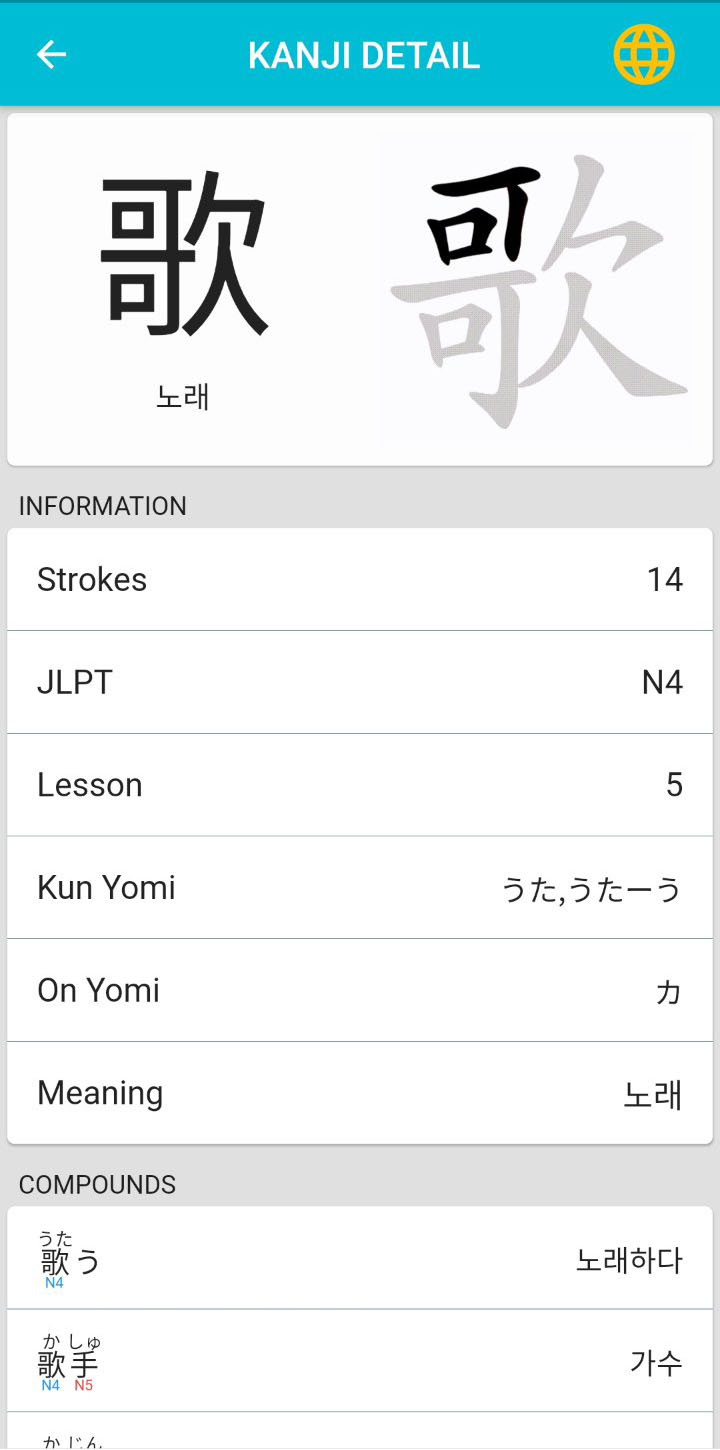 KANJI DETAIL
歌 歌
노래
INFORMATION
Strokes 14
JLPT N4
Lesson 5
Kun Yomi うた,うたーう
On Yomi カ
Meaning 노래
COMPOUNDS
うた
歌う 노래하다
N4
か しゅ
歌手 가수
N4 N5
か じん